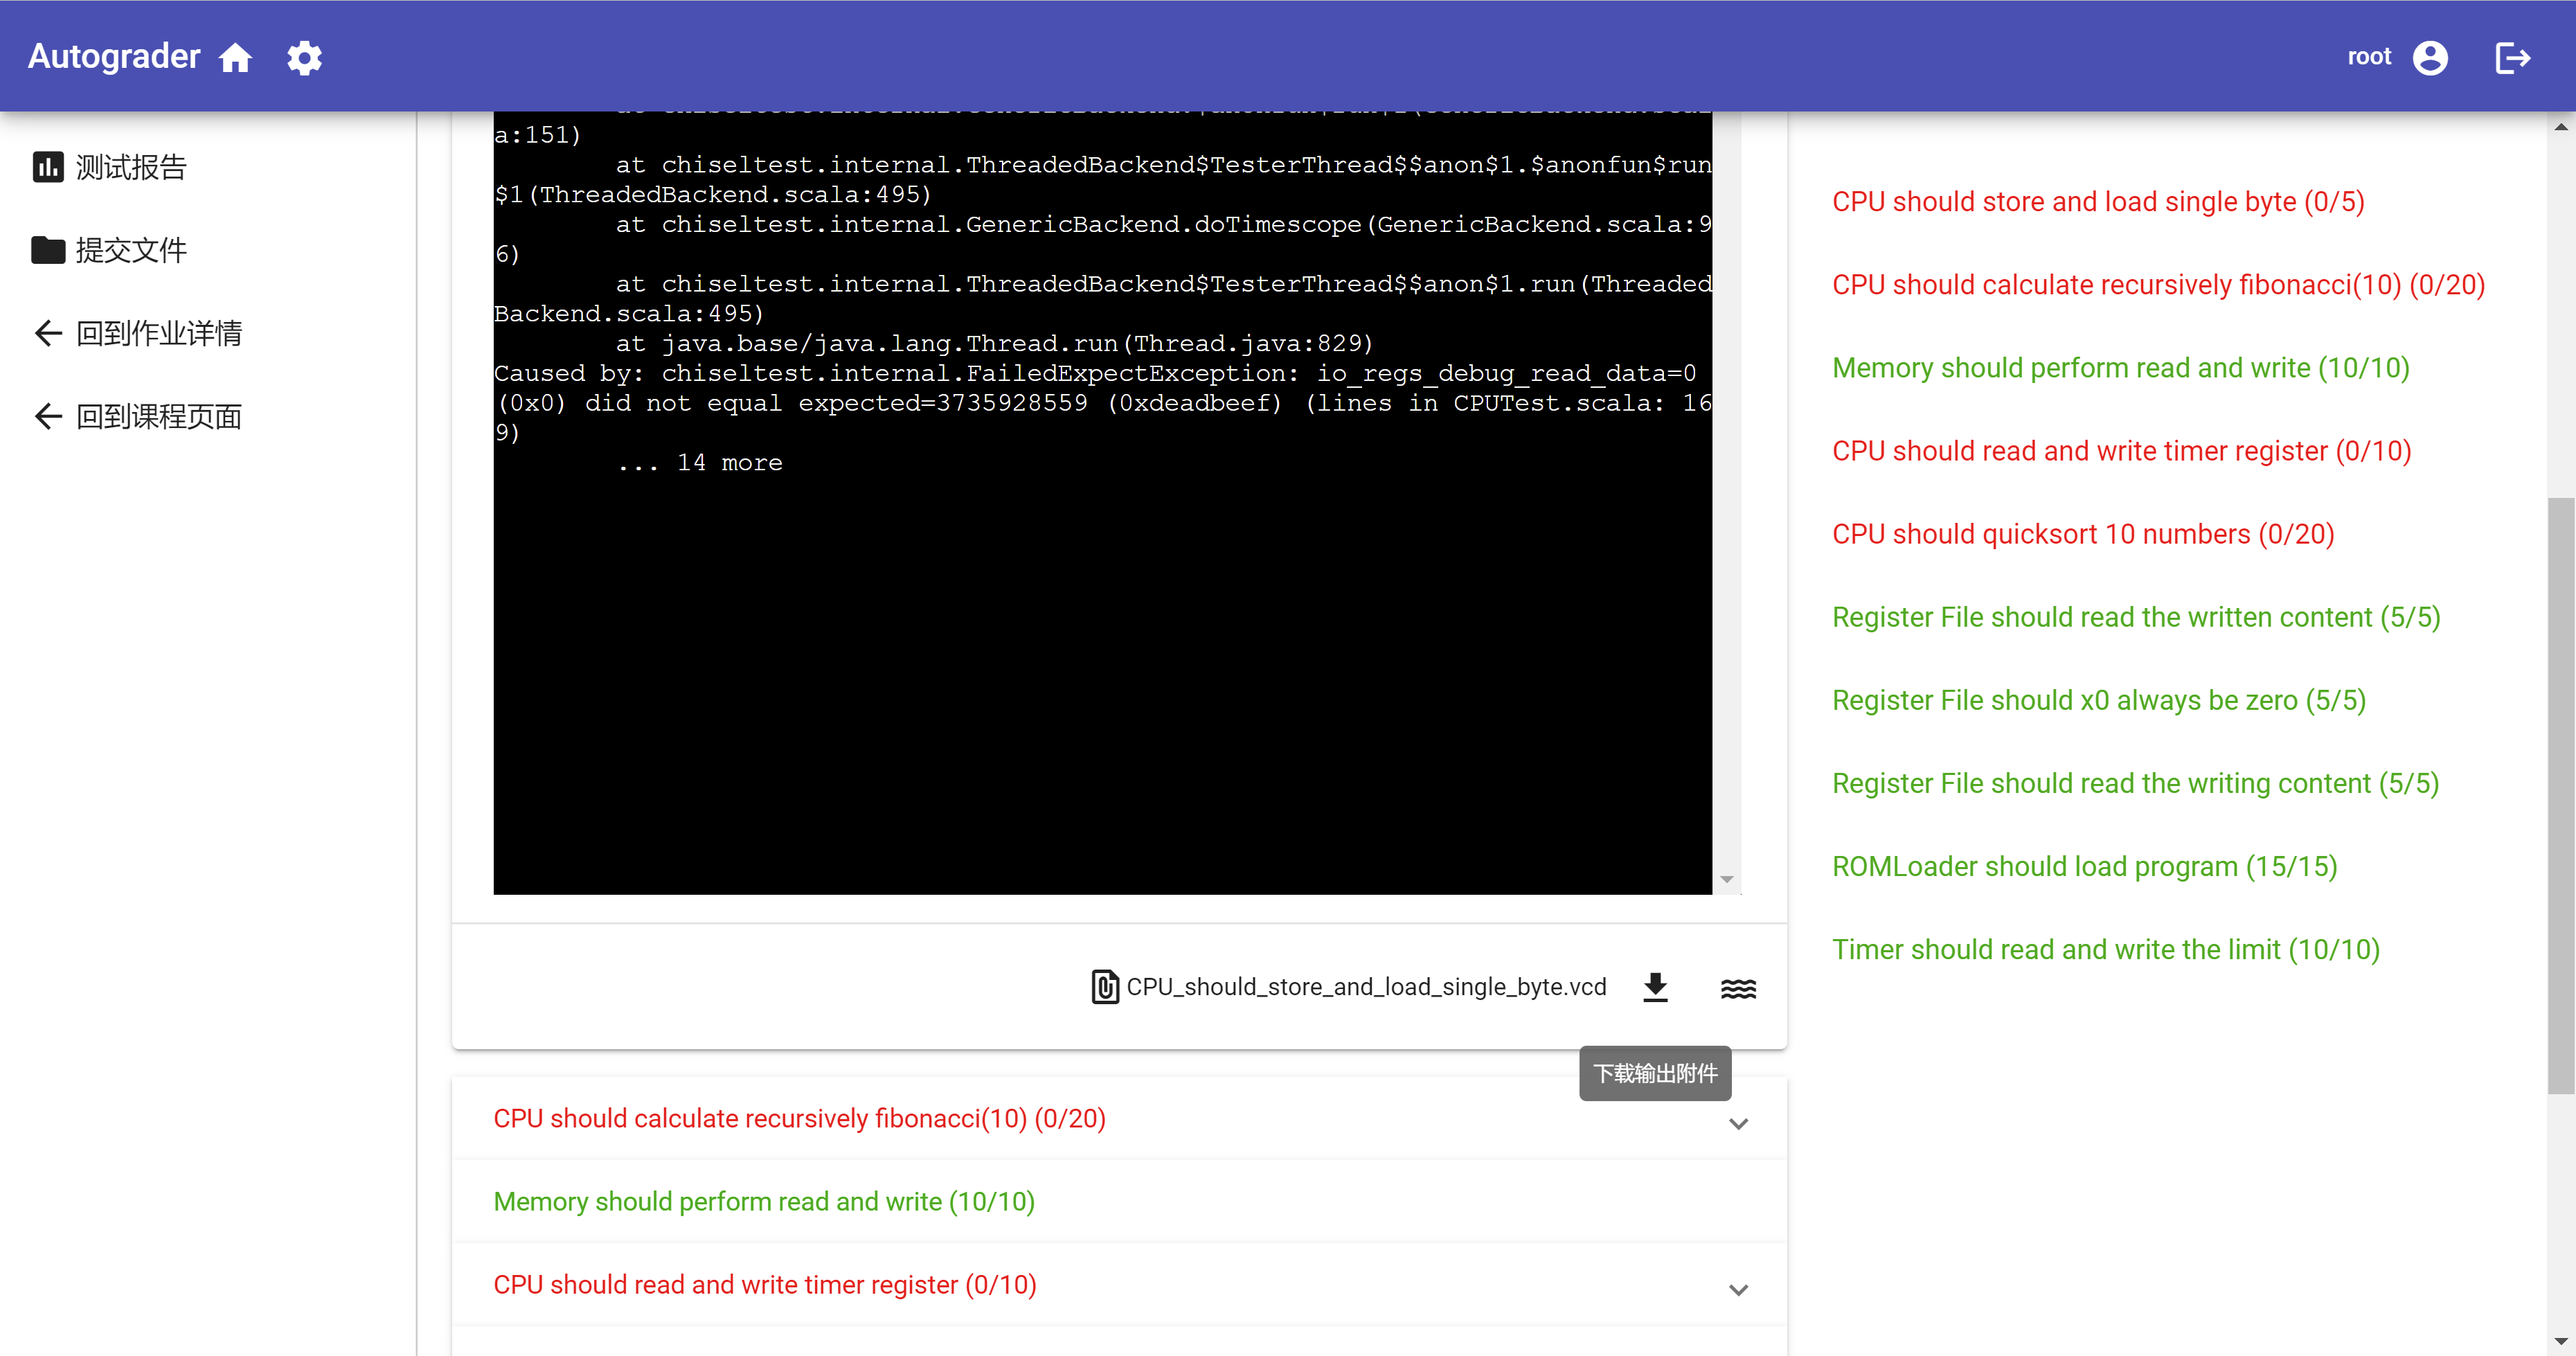 Autograder
root
测试报告
提交文件
回到作业详情
回到课程页面
a:151)
at chiseltest.internal.ThreadedBackend$TesterThread$$anon$1.$anonfun$run
$1(ThreadedBackend.scala:495)
at chiseltest.internal.GenericBackend.doTimescope(GenericBackend.scala:9
6)
at chiseltest.internal.ThreadedBackend$TesterThread$$anon$1.run(Threaded
Backend.scala:495)
at java.base/java.lang.Thread.run(Thread.java:829)
Caused by: chiseltest.internal.FailedExpectException: io_regs_debug_read_data=0
(0x0) did not equal expected=3735928559 (0xdeadbeef) (lines in CPUTest.scala: 16
9)
... 14 more
CPU_should_store_and_load_single_byte.vcd
下载输出附件
CPU should calculate recursively fibonacci(10) (0/20)
Memory should perform read and write (10/10)
CPU should read and write timer register (0/10)
CPU should store and load single byte (0/5)
CPU should calculate recursively fibonacci(10) (0/20)
Memory should perform read and write (10/10)
CPU should read and write timer register (0/10)
CPU should quicksort 10 numbers (0/20)
Register File should read the written content (5/5)
Register File should x0 always be zero (5/5)
Register File should read the writing content (5/5)
ROMLoader should load program (15/15)
Timer should read and write the limit (10/10)